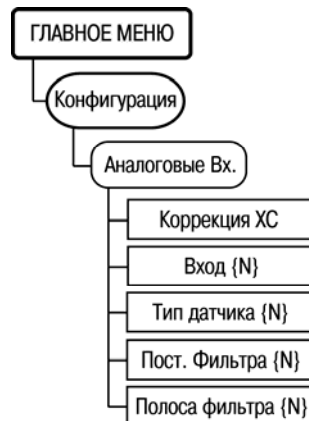 ГЛАВНОЕ МЕНЮ
Конфигурация
Аналоговые Вх.
Коррекция ХС
Вход {N}
Тип датчика {N}
Пост. Фильтра {N}
Полоса фильтра {N}